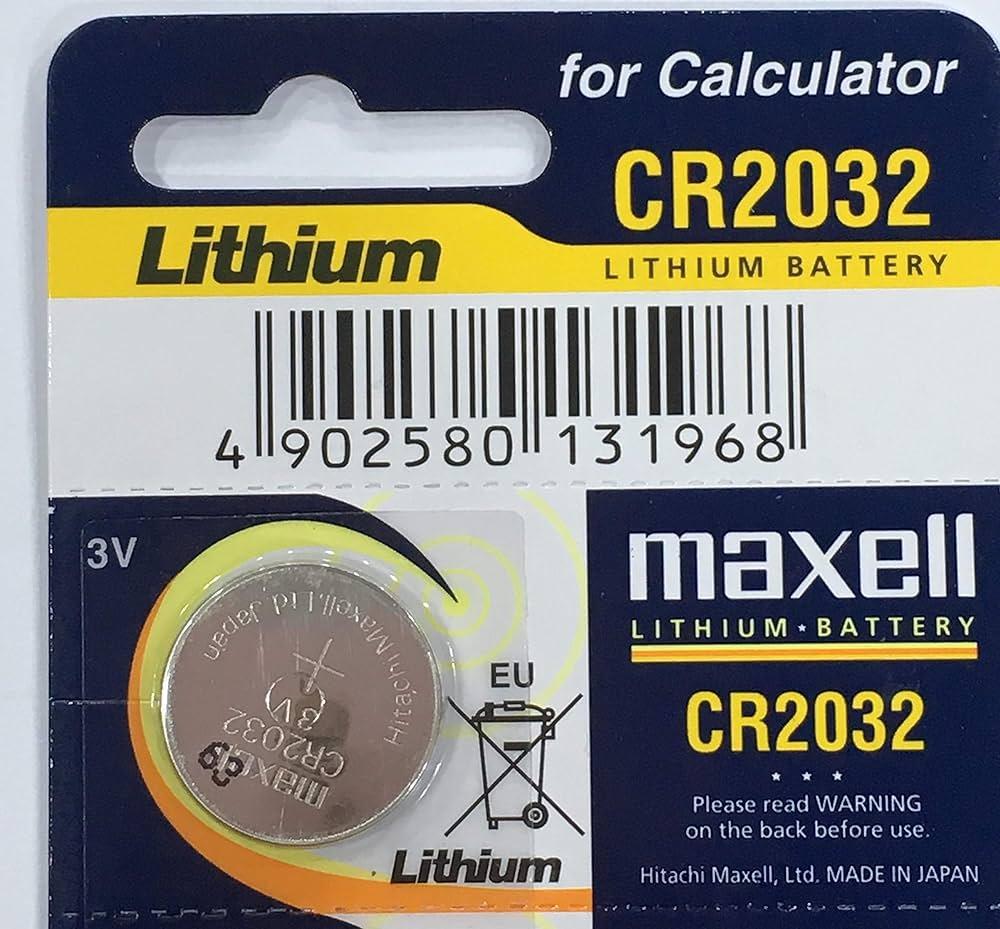 for Calculator
CR2032
Lithium
LITHIUM BATTERY
4 902580 131968
3V
maxell
LITHIUM★BATTERY
CR2032
★ ★ ★
Please read WARNING
on the back before use.
Hitachi Maxell, Ltd. MADE IN JAPAN
EU
Lithium
Hitachi Maxell, Ltd. Japan
+
3V
CR2032
maxell